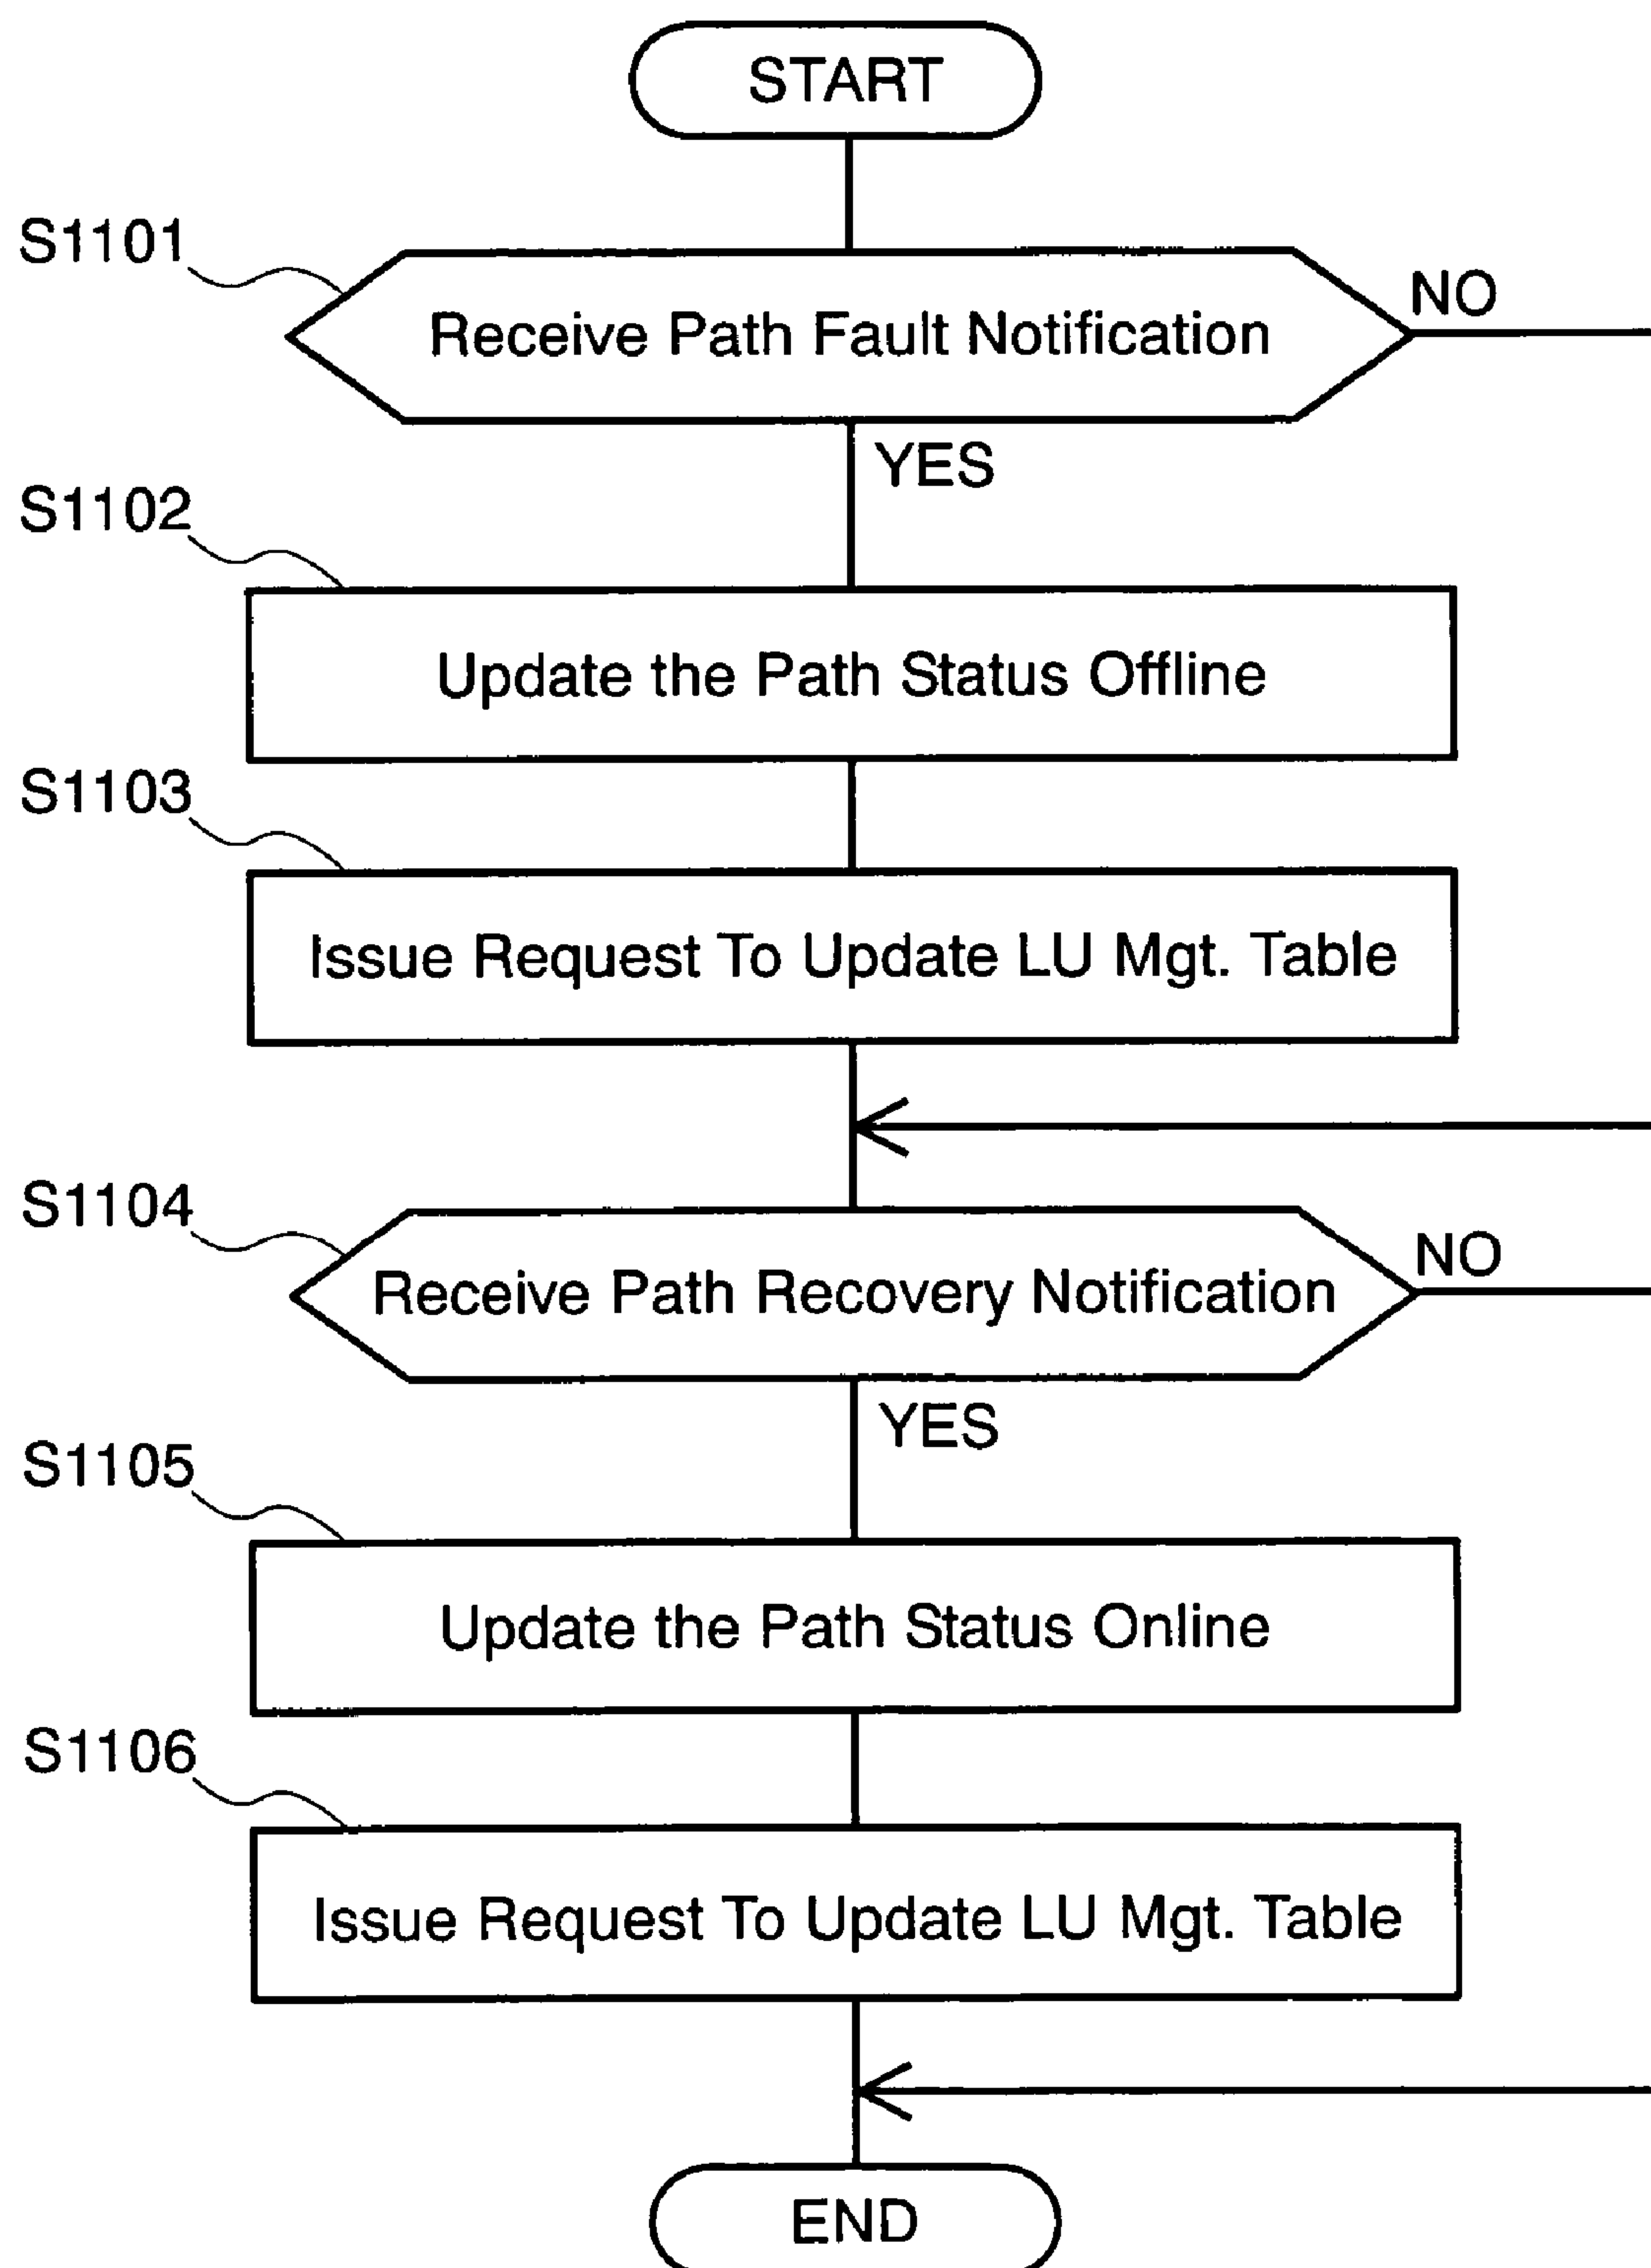 START
S1101
Receive Path Fault Notification
NO
YES
S1102
Update the Path Status Offline
S1103
Issue Request To Update LU Mgt. Table
S1104
Receive Path Recovery Notification
NO
YES
S1105
Update the Path Status Online
S1106
Issue Request To Update LU Mgt. Table
END